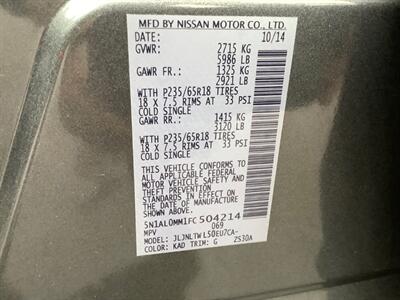 MFD BY NISSAN MOTOR CO., LTD.
DATE: 10/14
GVWR: 2715 KG
5986 LB
GAWR FR.: 1325 KG
2921 LB
WITH P235/65R18 TIRES
18 X 7.5 RIMS AT 33 PSI
COLD SINGLE
GAWR RR.: 1415 KG
3120 LB
WITH P235/65R18 TIRES
18 X 7.5 RIMS AT 33 PSI
COLD SINGLE
THIS VEHICLE CONFORMS TO
ALL APPLICABLE FEDERAL
MOTOR VEHICLE SAFETY AND
THEFT PREVENTION
STANDARDS IN EFFECT ON
THE DATE OF MANUFACTURE
SHOWN ABOVE.
5N1AL0MM1FC504214
MPV 069
MODEL: JLJNLTWL50EU7CA-
COLOR: KAD TRIM: G ZS30A